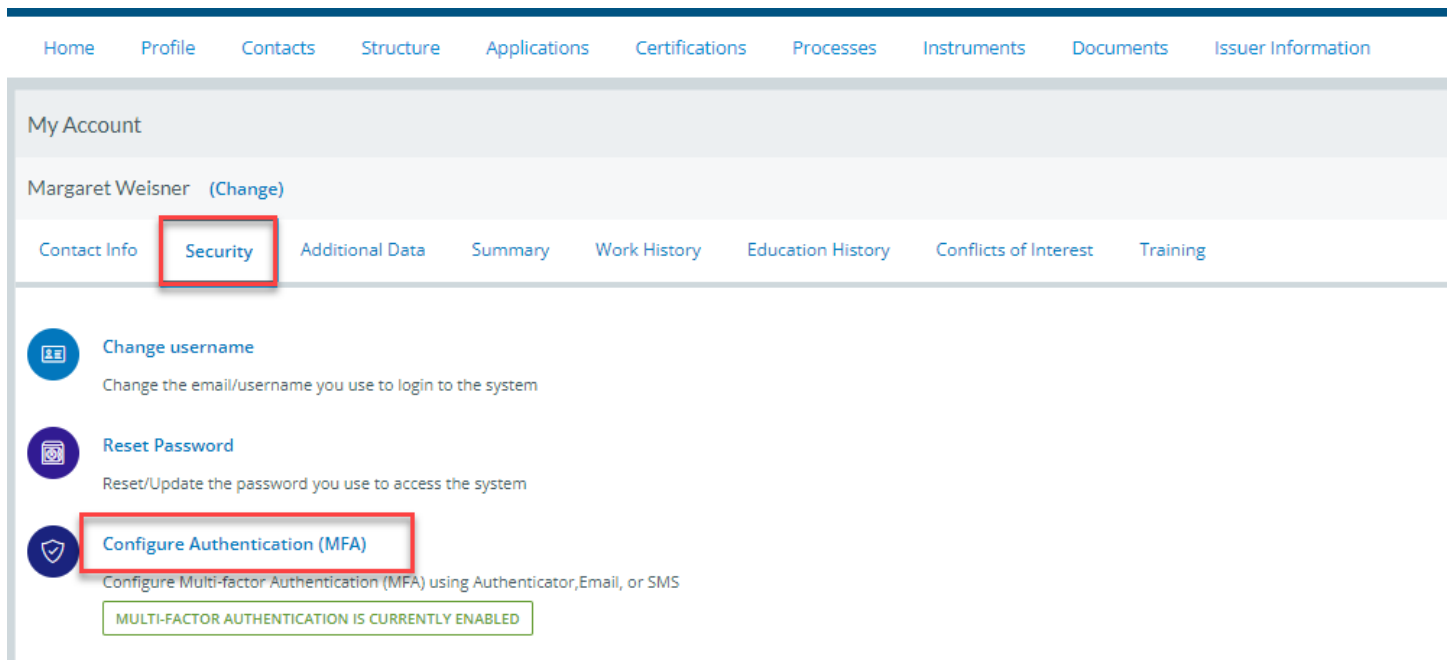 Home Profile Contacts Structure Applications Certifications Processes Instruments Documents Issuer Information
My Account
Margaret Weisner (Change)
Contact Info Security Additional Data Summary Work History Education History Conflicts of Interest Training
Change username
Change the email/username you use to login to the system
Reset Password
Reset/Update the password you use to access the system
Configure Authentication (MFA)
Configure Multi-factor Authentication (MFA) using Authenticator,Email, or SMS
MULTI-FACTOR AUTHENTICATION IS CURRENTLY ENABLED